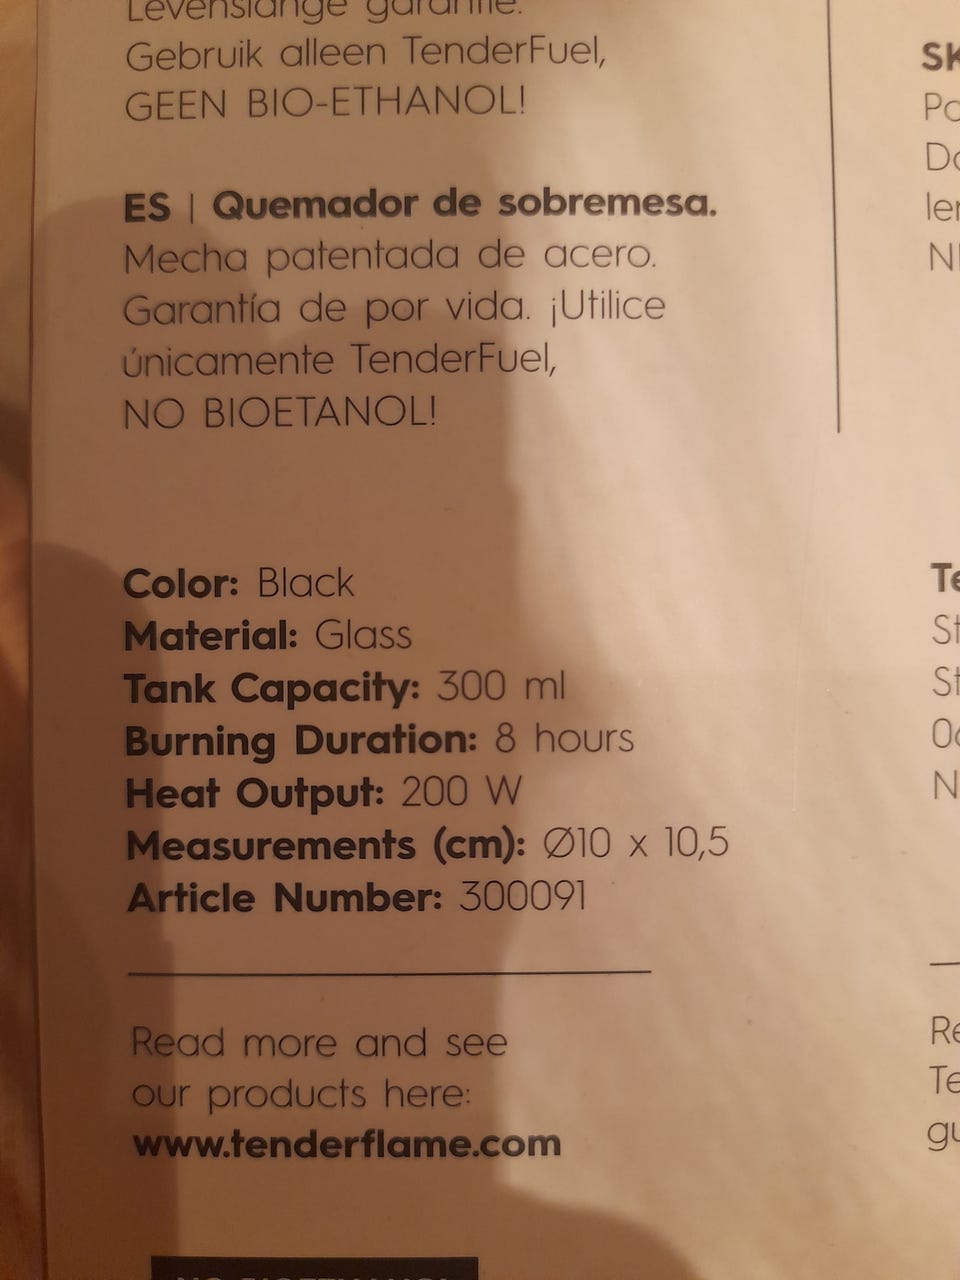 Levenslange garantie.
Gebruik alleen TenderFuel,
GEEN BIO-ETHANOL!
ES | Quemador de sobremesa.
Mecha patentada de acero.
Garantía de por vida. ¡Utilice
únicamente TenderFuel,
NO BIOETANOL!
Color: Black
Material: Glass
Tank Capacity: 300 ml
Burning Duration: 8 hours
Heat Output: 200 W
Measurements (cm): Ø10 x 10,5
Article Number: 300091
Read more and see
our products here:
www.tenderflame.com